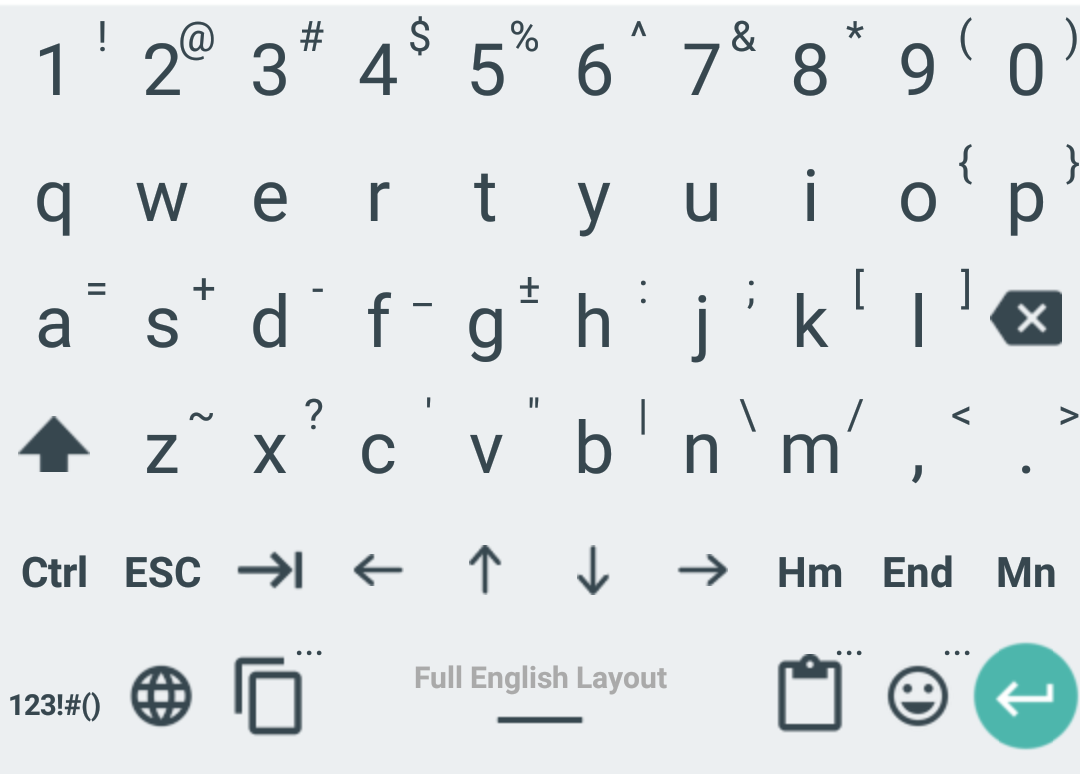 1 ! 2 @ 3 # 4 $ 5 % 6 ^ 7 & 8 * 9 ( 0 )
q w e r t y u i o { p }
a = s + d - f _ g ± h : j ; k [ l ]
z ~ x ? c ' v " b | n \ m / , < . >
Ctrl ESC →| ← ↑ ↓ → Hm End Mn
123!#() ... Full English Layout ... ...